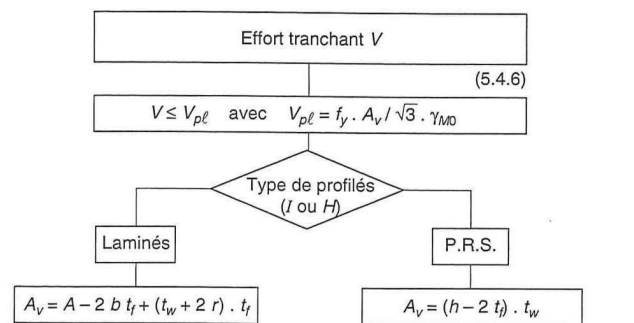 Effort tranchant V
(5.4.6)
V ≤ Vpℓ avec Vpℓ = fy . Av / √3 . γM0
Type de profilés
(I ou H)
Laminés
P.R.S.
Av = A – 2 b tf + (tw + 2 r) . tf
Av = (h – 2 tf) . tw